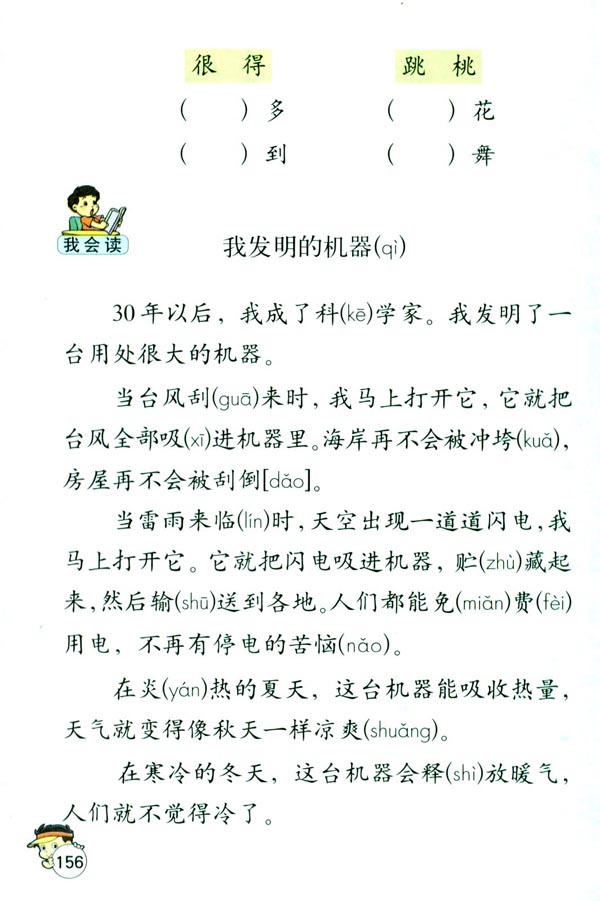 很 得 跳 桃
( )多 ( )花
( )到 ( )舞
我会读
我发明的机器(qì)
30年以后，我成了科(kē)学家。我发明了一
台用处很大的机器。
当台风刮(guā)来时，我马上打开它，它就把
台风全部吸(xī)进机器里。海岸再不会被冲垮(kuǎ)，
房屋再不会被刮倒[dǎo]。
当雷雨来临(lín)时，天空出现一道道闪电，我
马上打开它。它就把闪电吸进机器，贮(zhù)藏起
来，然后输(shū)送到各地。人们都能免(miǎn)费(fèi)
用电，不再有停电的苦恼(nǎo)。
在炎(yán)热的夏天，这台机器能吸收热量，
天气就变得像秋天一样凉爽(shuǎng)。
在寒冷的冬天，这台机器会释(shì)放暖气，
人们就不觉得冷了。
156